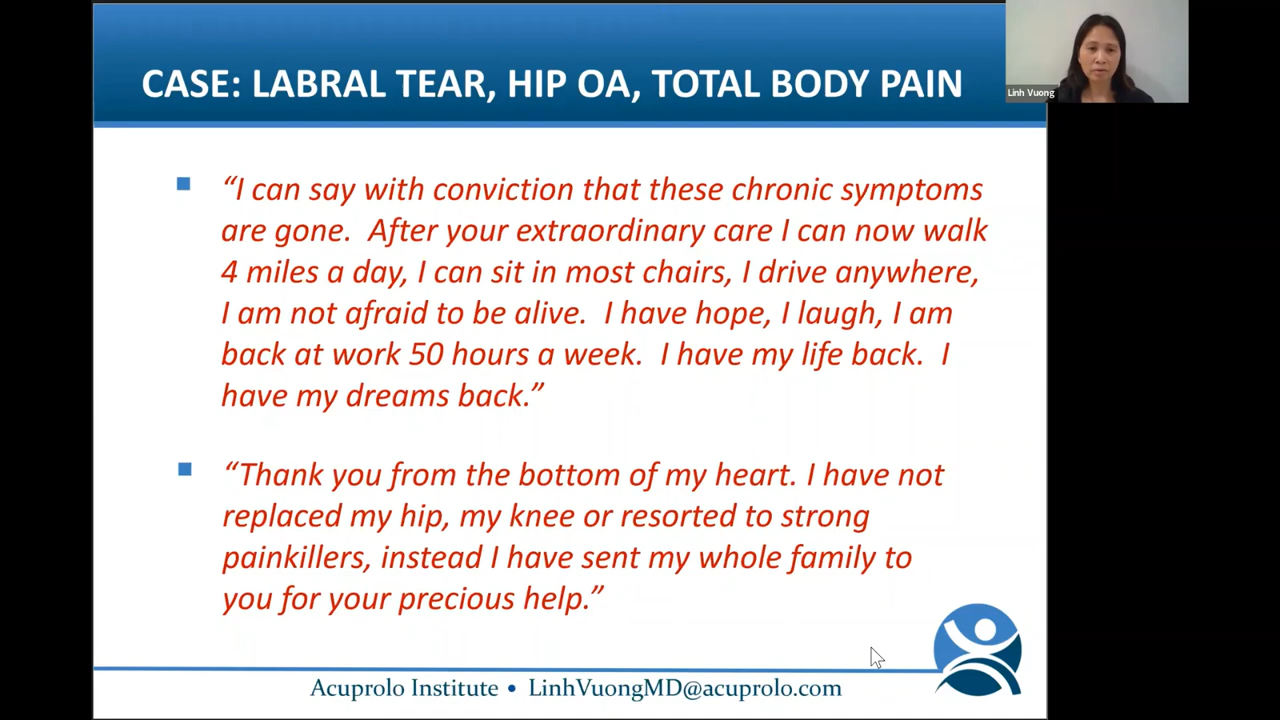 CASE: LABRAL TEAR, HIP OA, TOTAL BODY PAIN
Linh Vuong
“I can say with conviction that these chronic symptoms
are gone.  After your extraordinary care I can now walk
4 miles a day, I can sit in most chairs, I drive anywhere,
I am not afraid to be alive.  I have hope, I laugh, I am
back at work 50 hours a week.  I have my life back.  I
have my dreams back.”
“Thank you from the bottom of my heart. I have not
replaced my hip, my knee or resorted to strong
painkillers, instead I have sent my whole family to
you for your precious help.”
Acuprolo Institute • LinhVuongMD@acuprolo.com